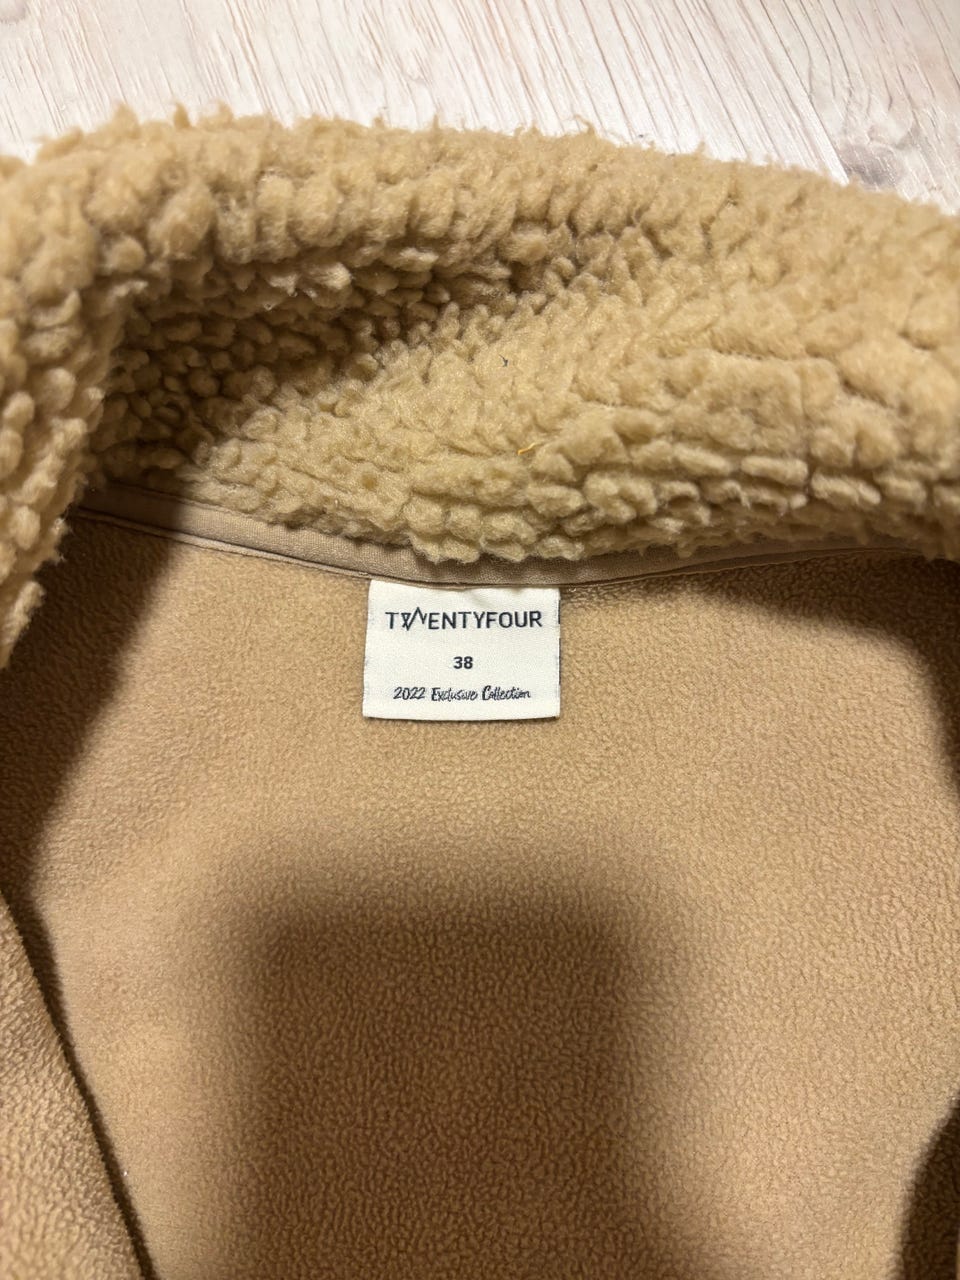 TWENTYFOUR
38
2022 Exclusive Collection